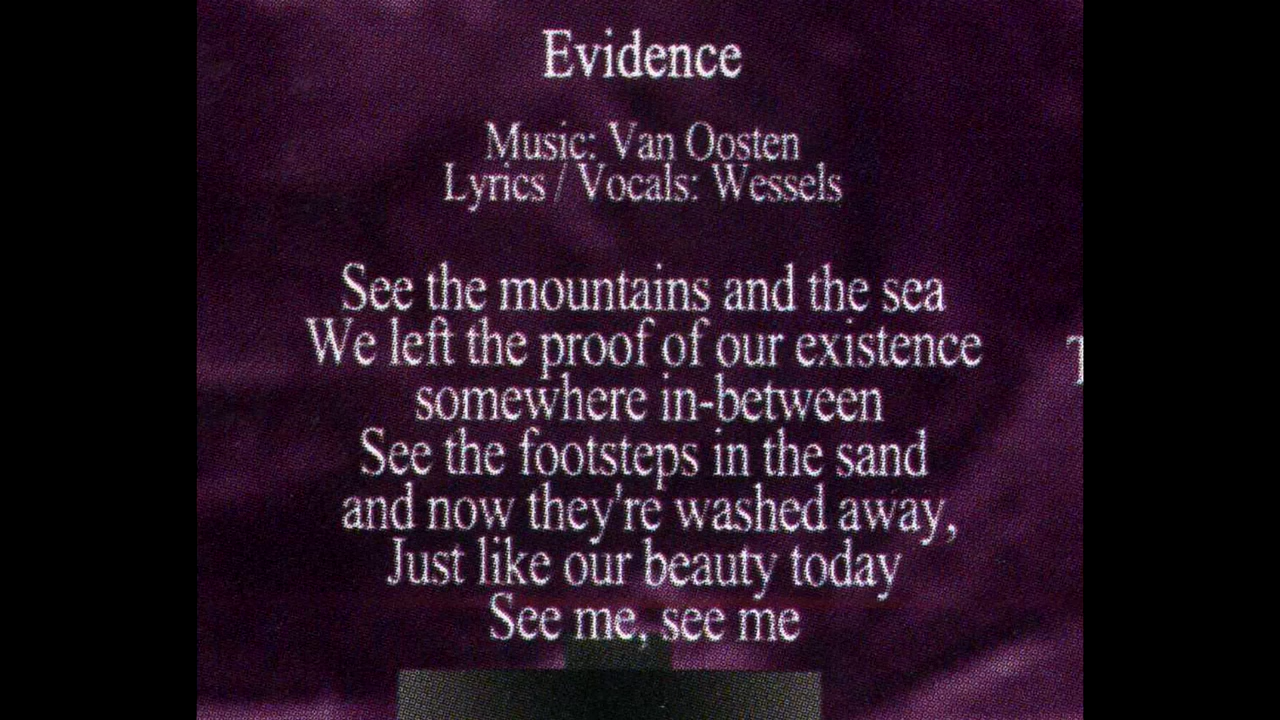 Evidence
Music: Van Oosten
Lyrics / Vocals: Wessels
See the mountains and the sea
We left the proof of our existence
somewhere in-between
See the footsteps in the sand
and now they're washed away,
Just like our beauty today
See me, see me